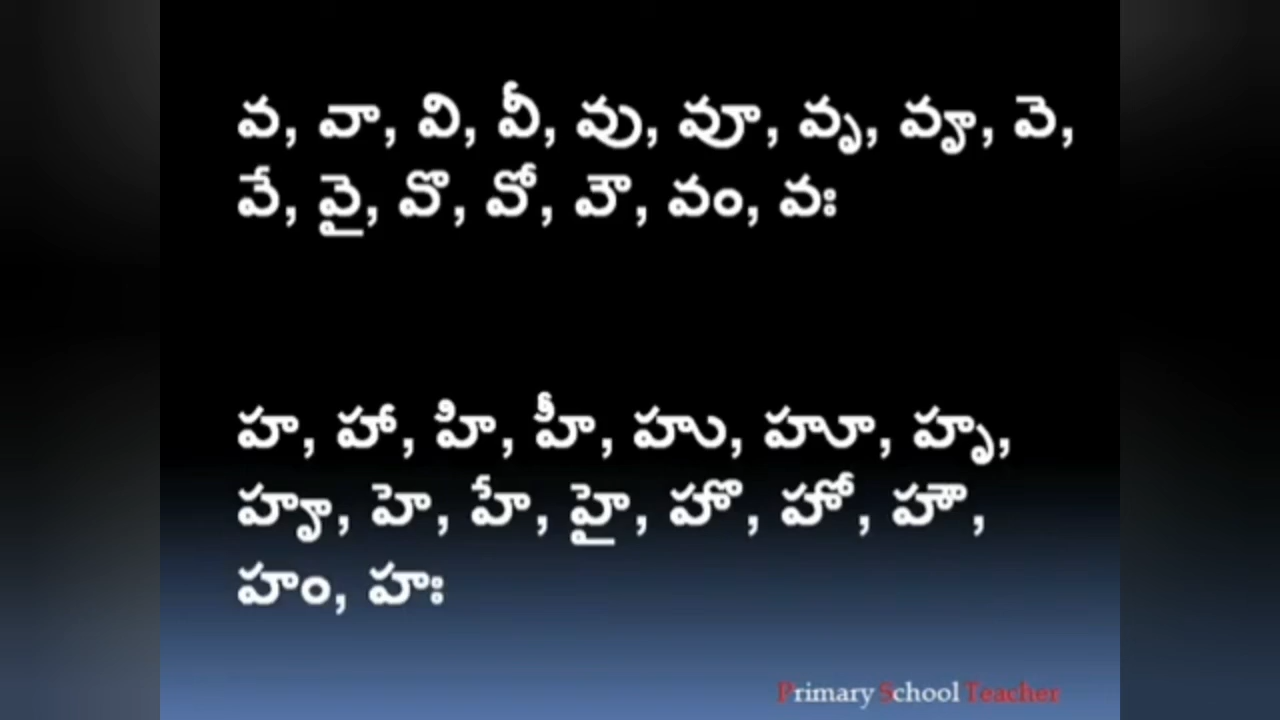 వ, వా, వి, వీ, వు, వూ, వృ, వౄ, వె,
వే, వై, వొ, వో, వౌ, వం, వః
హ, హా, హి, హీ, హు, హూ, హృ,
హౄ, హె, హే, హై, హొ, హో, హౌ,
హం, హః
Primary School Teacher